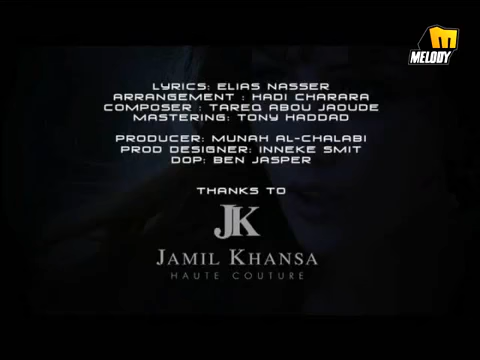 MELODY
LYRICS: ELIAS NASSER
ARRANGEMENT : HADI CHARARA
COMPOSER : TAREQ ABOU JAOUDE
MASTERING: TONY HADDAD
PRODUCER: MUNAH AL-CHALABI
PROD DESIGNER: INNEKE SMIT
DOP: BEN JASPER
THANKS TO
JK
JAMIL KHANSA
HAUTE COUTURE